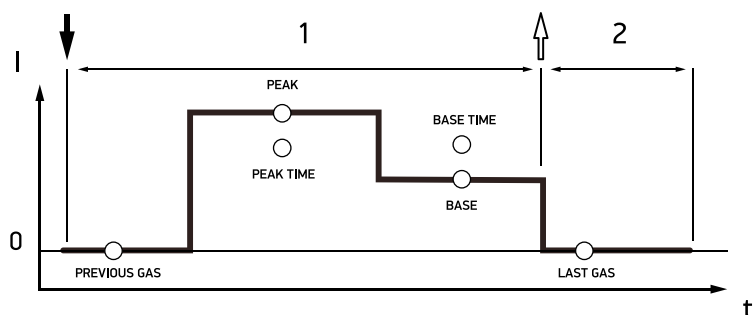 1
2
I
PEAK
BASE TIME
PEAK TIME
BASE
0
PREVIOUS GAS
LAST GAS
t